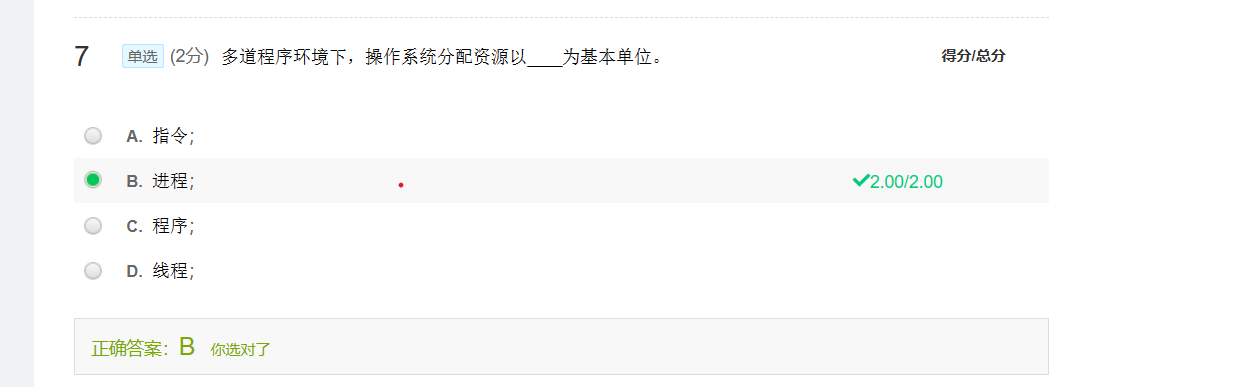 7 单选 (2分) 多道程序环境下，操作系统分配资源以____为基本单位。 得分/总分
A. 指令;
B. 进程; 2.00/2.00
C. 程序;
D. 线程;
正确答案：B 你选对了